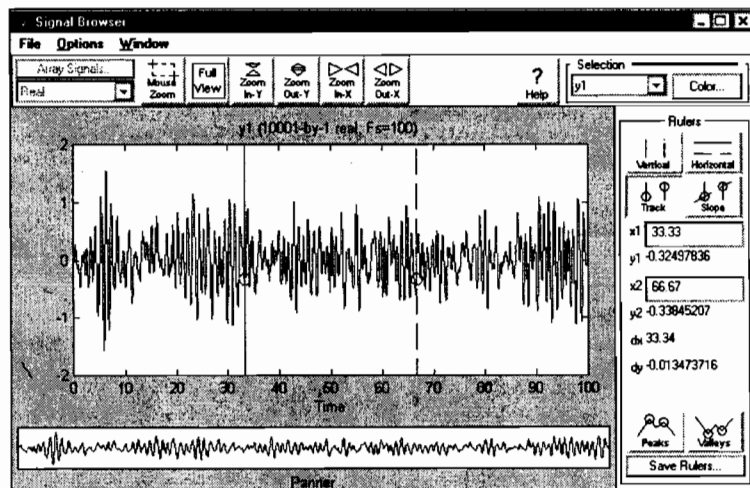 Signal Browser
File Options Window
Array Signals...
Real
Mouse Zoom
Full View
Zoom In-Y
Zoom Out-Y
Zoom In-X
Zoom Out-X
? Help
Selection
y1
Color...
y1 (10001-by-1 real, Fs=100)
2
1
0
-1
2
0 10 20 30 40 50 60 70 80 90 100
Time
Panner
Rulers
Vertical
Horizontal
Track
Slope
x1 33.33
y1 -0.32497836
x2 66.67
y2 -0.33845207
dx 33.34
dy -0.013473716
Peaks
Valleys
Save Rulers...